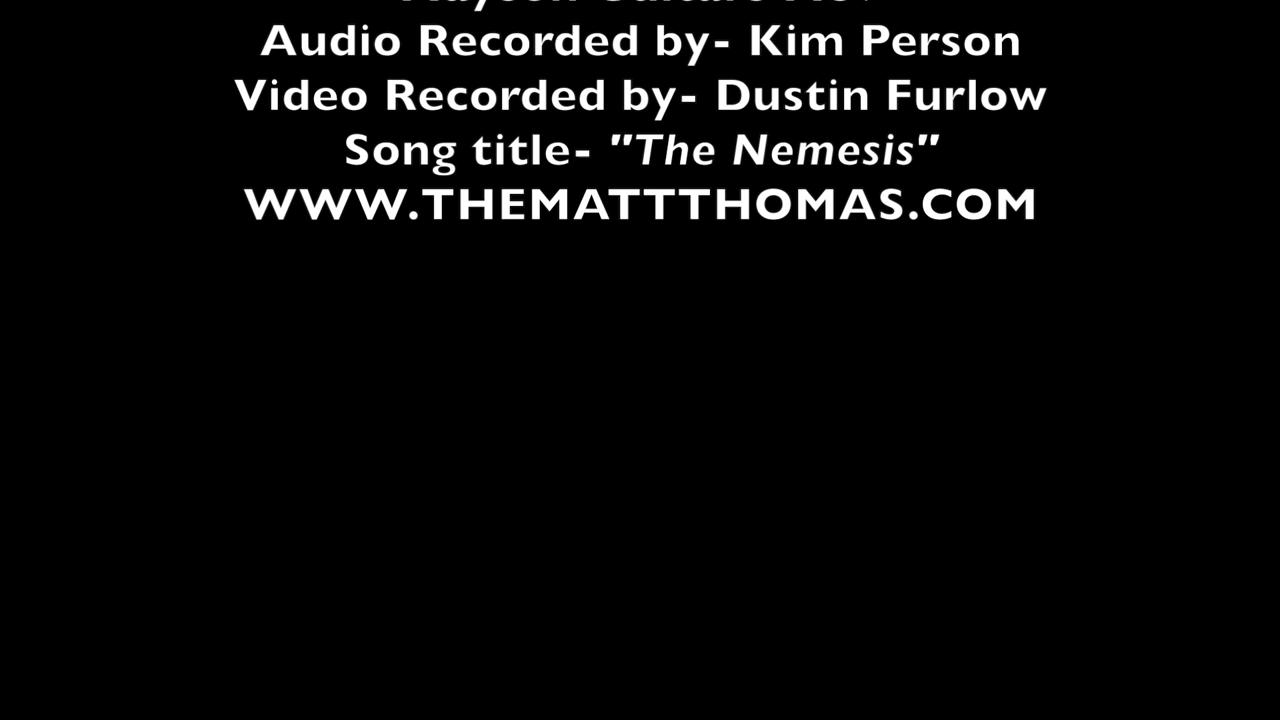 Audio Recorded by- Kim Person
Video Recorded by- Dustin Furlow
Song title- "The Nemesis"
WWW.THEMATTTHOMAS.COM